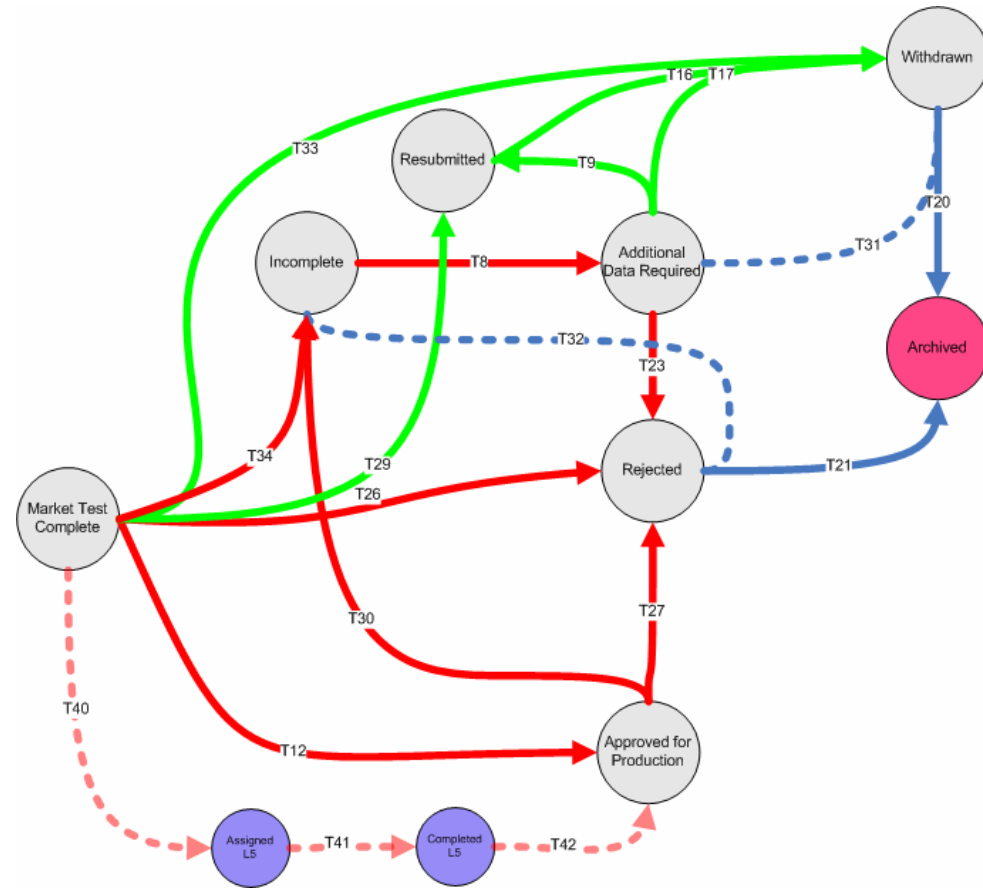 Withdrawn
T16
T17
T33
Resubmitted
T9
T20
T31
Incomplete
T8
Additional
Data Required
T32
T23
Archived
T34
T29
T26
Rejected
T21
Market Test
Complete
T30
T27
T40
T12
Approved for
Production
Assigned
L5
T41
Completed
L5
T42